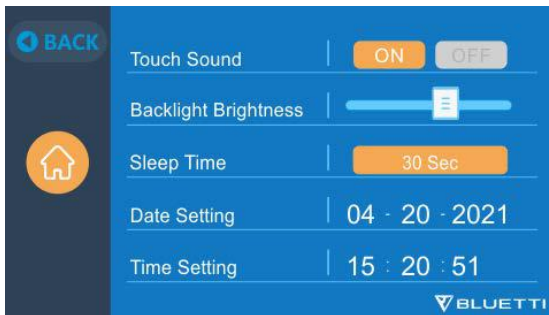 BACK
Touch Sound ON OFF
Backlight Brightness
Sleep Time 30 Sec
Date Setting 04 - 20 - 2021
Time Setting 15 : 20 : 51
BLUETTI